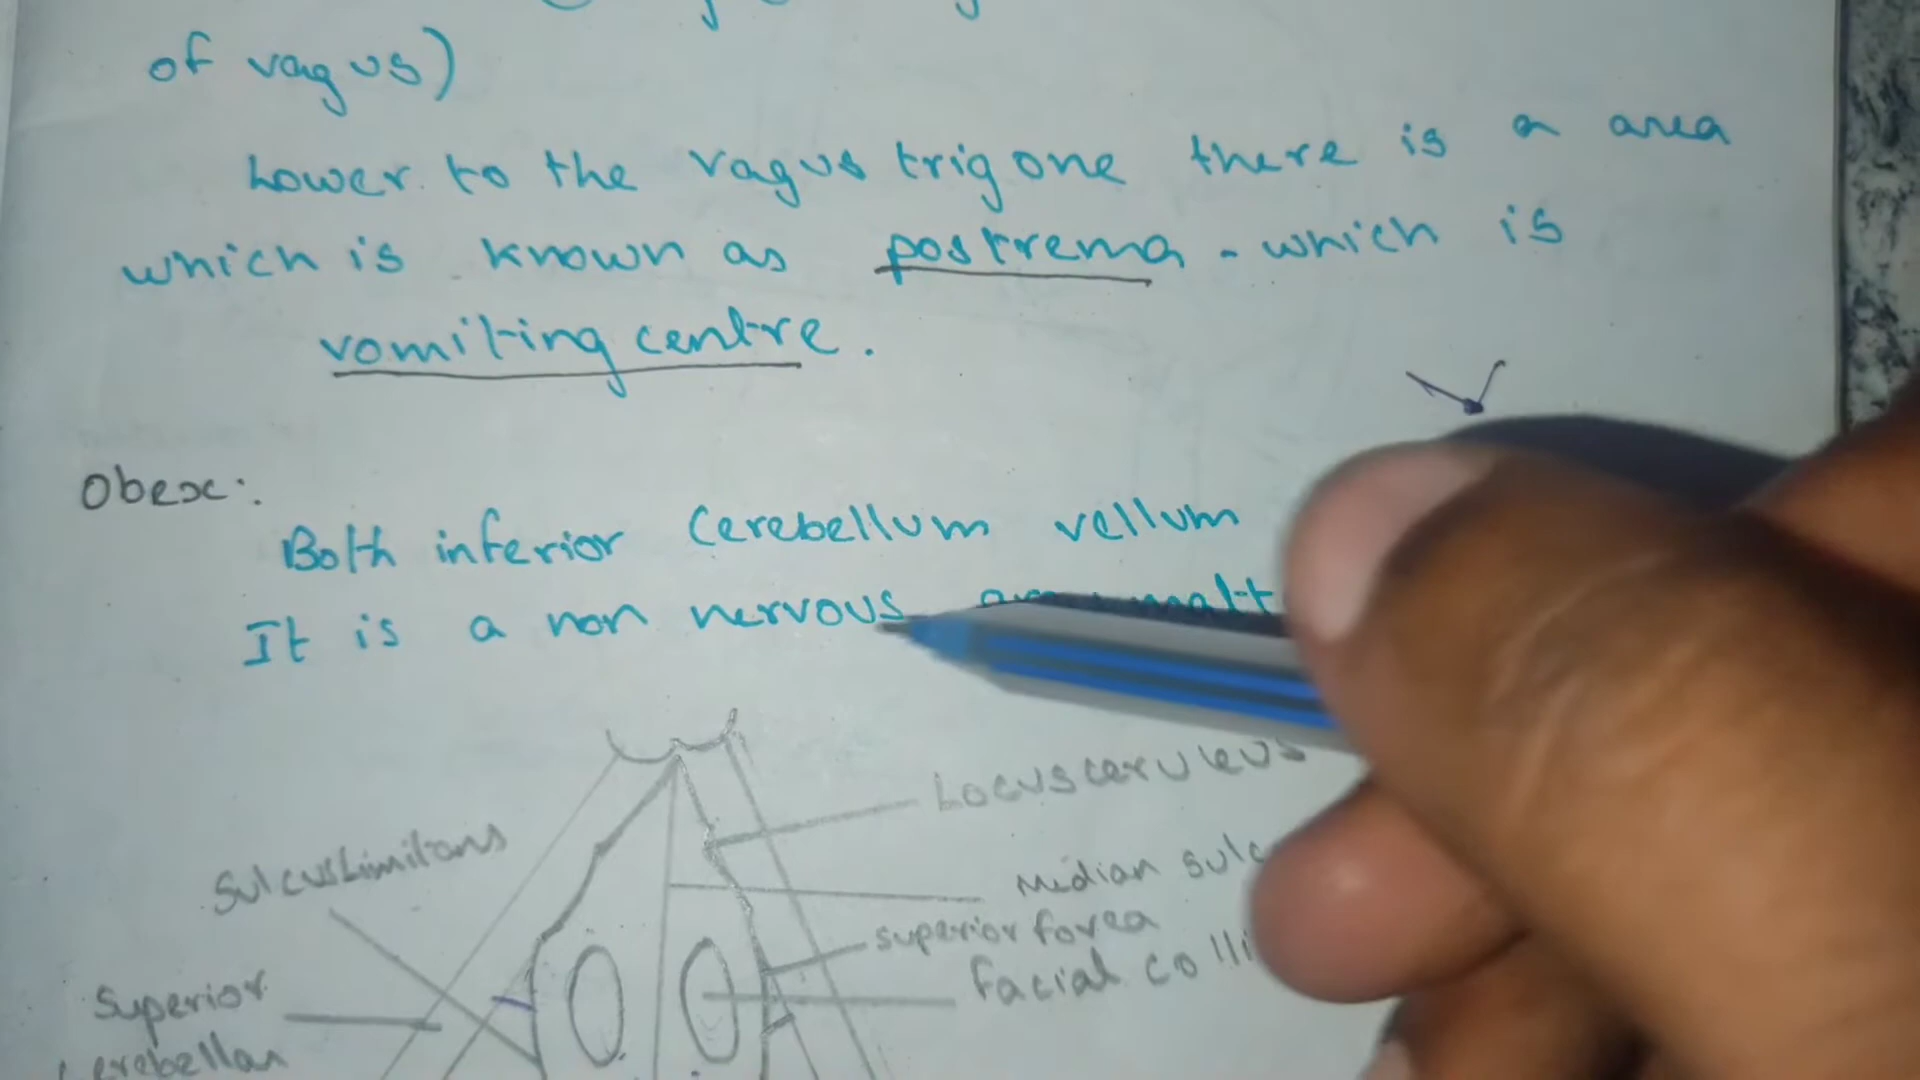 of vagus)
Lower to the vagus trigone there is a area
which is known as postrema - which is
vomiting centre.
Obex:.
Both inferior Cerebellum vellum
It is a non nervous
Locus ceruleus
Sulcus Limitans
Median
superior fovea
facial
Superior
cerebellar